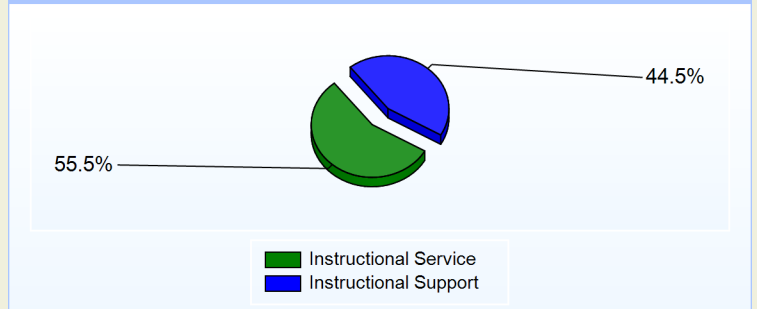 44.5%
55.5%
Instructional Service
Instructional Support